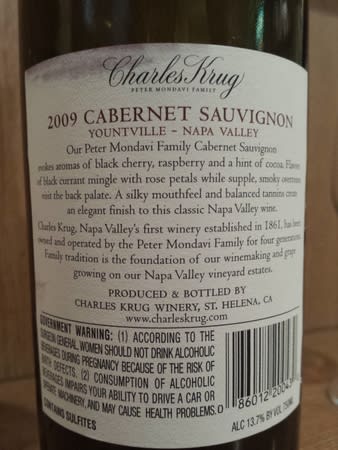 Charles Krug
PETER MONDAVI FAMILY
2009 CABERNET SAUVIGNON
YOUNTVILLE ~ NAPA VALLEY
Our Peter Mondavi Family Cabernet Sauvignon
evokes aromas of black cherry, raspberry and a hint of cocoa. Flavors
of black currant mingle with rose petals while supple, smoky overtones
the back palate. A silky mouthfeel and balanced tannins create
an elegant finish to this classic Napa Valley wine.
Charles Krug, Napa Valley's first winery established in 1861, has been
owned and operated by the Peter Mondavi Family for four generations.
Family tradition is the foundation of our winemaking and grape
growing on our Napa Valley vineyard estates.
PRODUCED & BOTTLED BY
CHARLES KRUG WINERY, ST. HELENA, CA
www.charleskrug.com
GOVERNMENT WARNING: (1) ACCORDING TO THE
SURGEON GENERAL, WOMEN SHOULD NOT DRINK ALCOHOLIC
BEVERAGES DURING PREGNANCY BECAUSE OF THE RISK OF
BIRTH DEFECTS. (2) CONSUMPTION OF ALCOHOLIC
BEVERAGES IMPAIRS YOUR ABILITY TO DRIVE A CAR OR
OPERATE MACHINERY, AND MAY CAUSE HEALTH PROBLEMS.
CONTAINS SULFITES
0 86012 20043
ALC 13.7% BY VOL 750ML